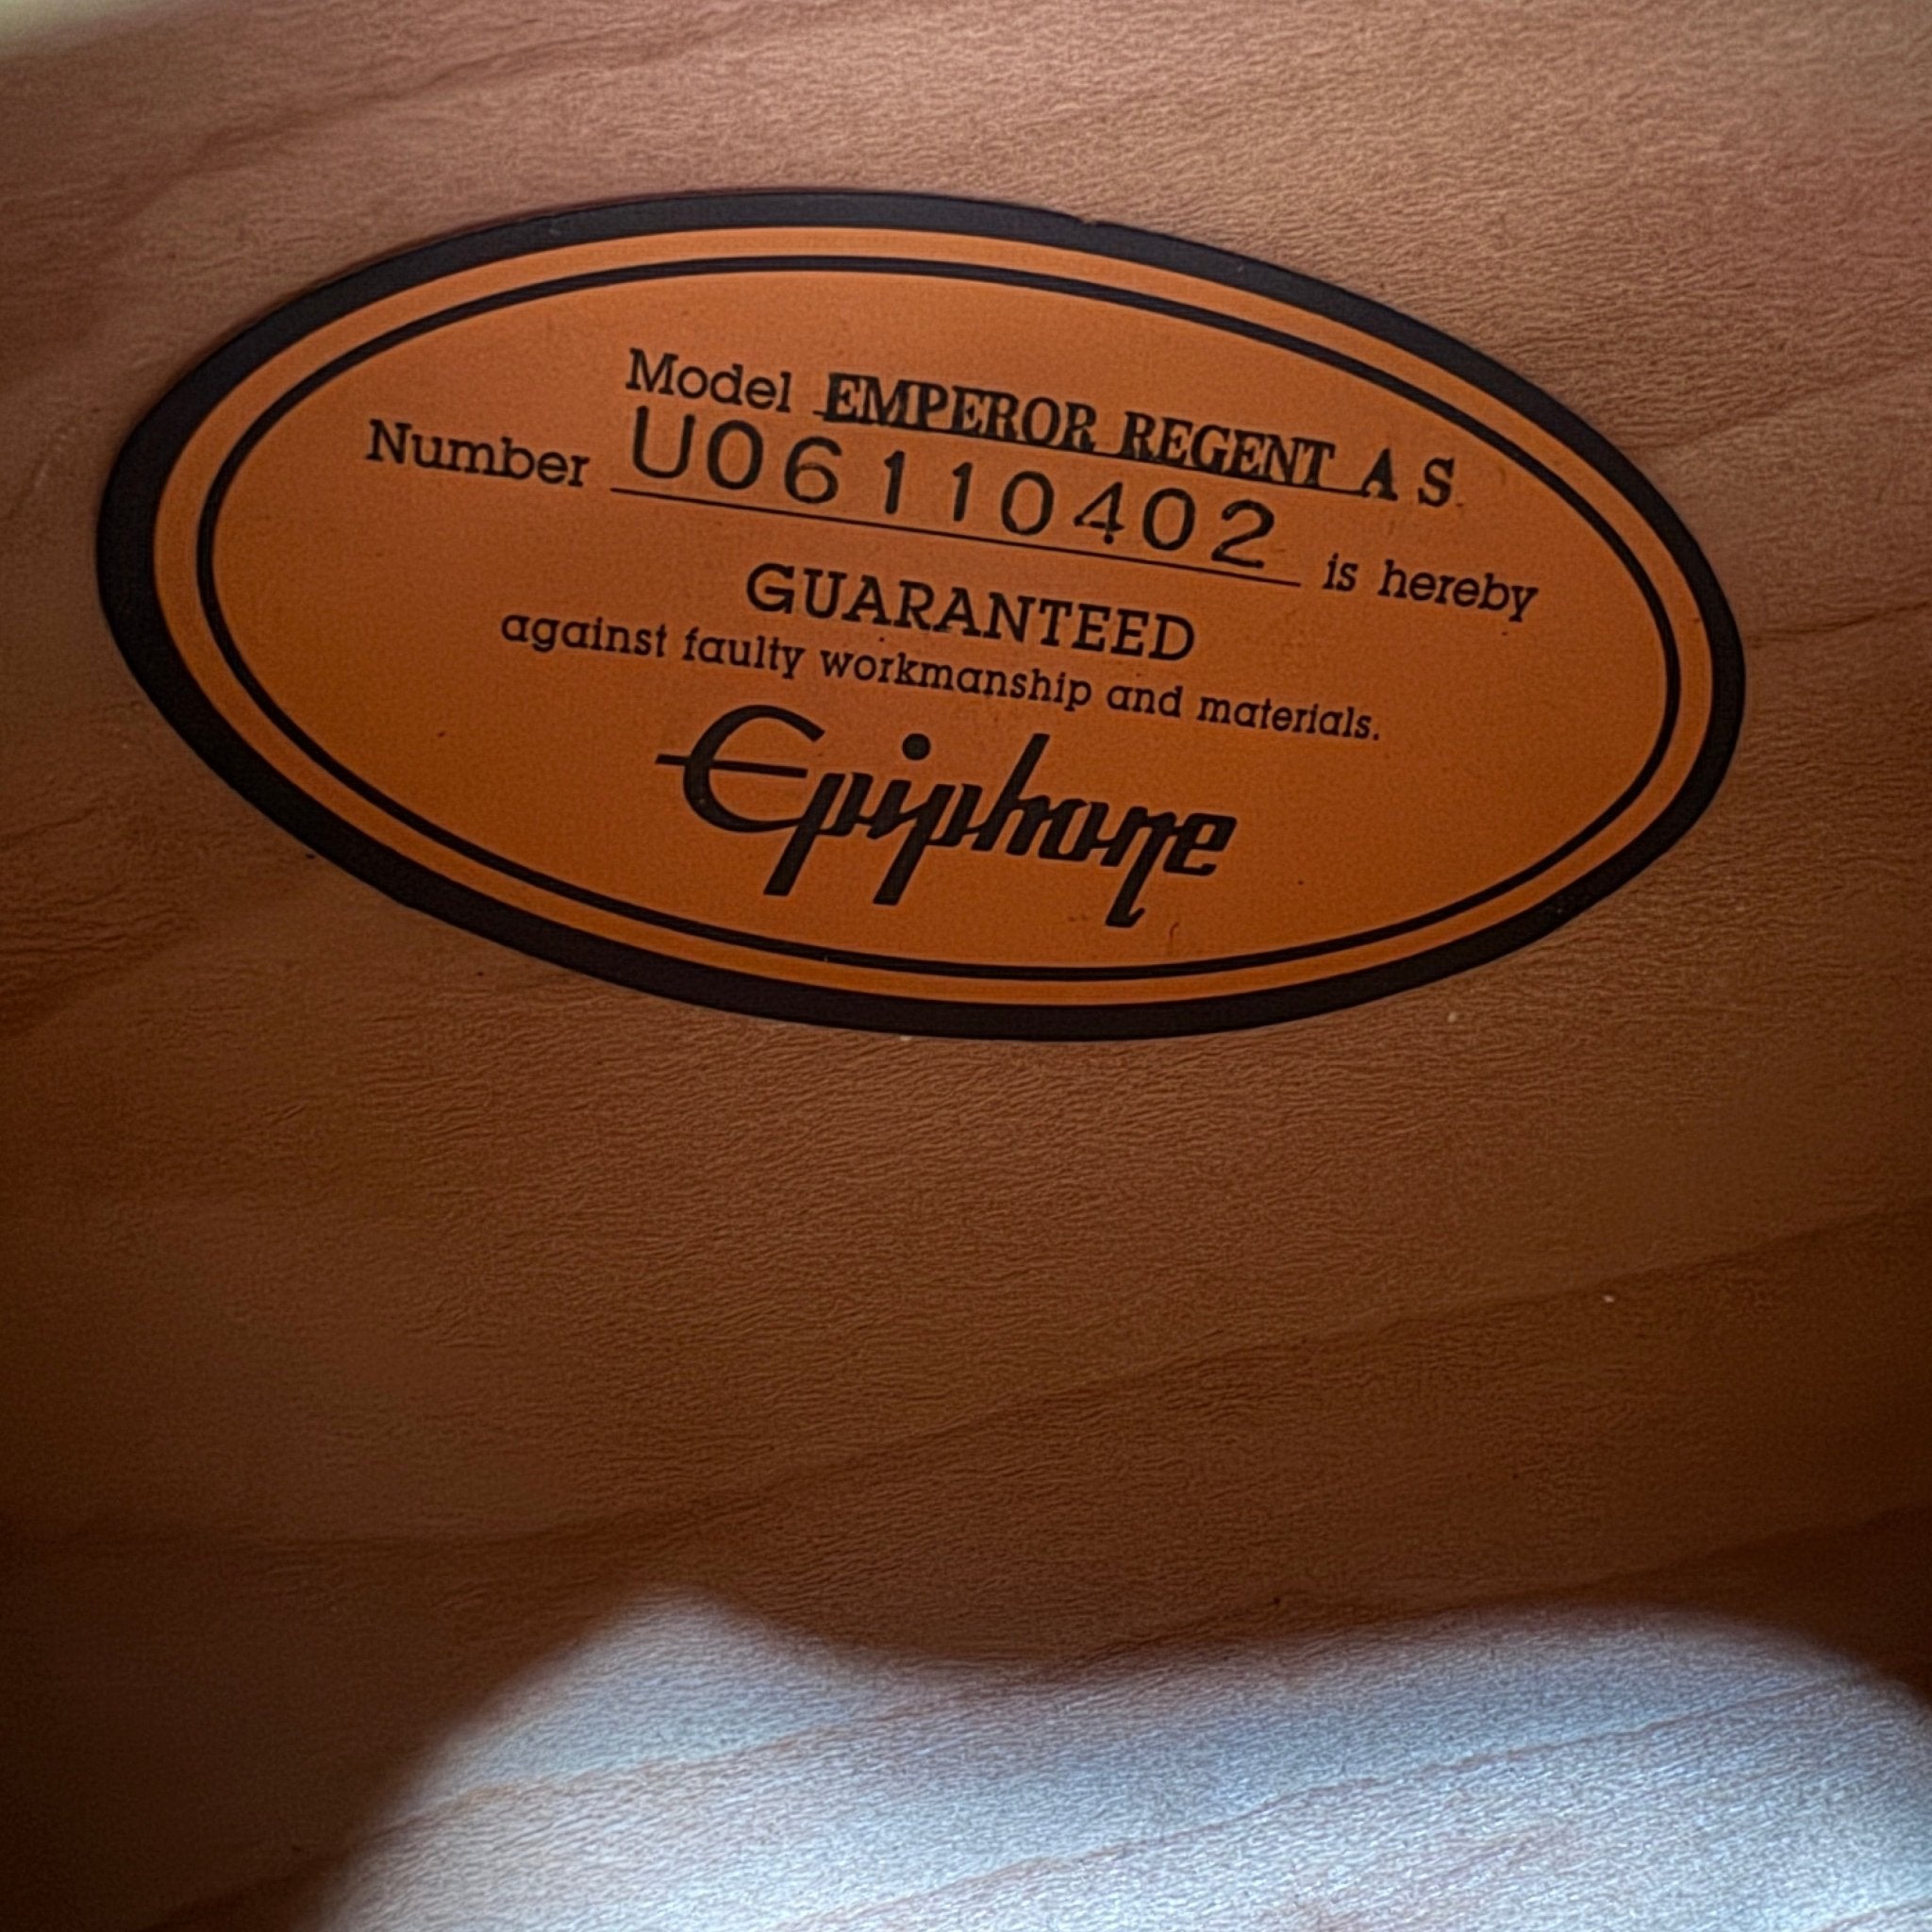 Model EMPEROR REGENT A S
Number U06110402 is hereby
GUARANTEED
against faulty workmanship and materials.
Epiphone